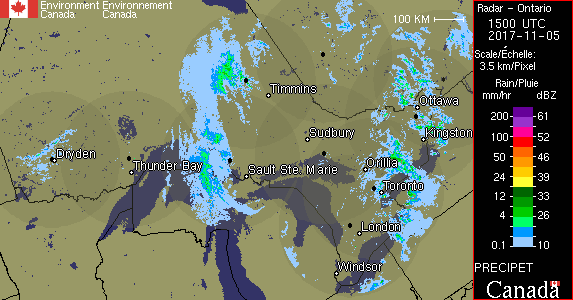 Environment Environnement
Canada Canada
100 KM
Radar - Ontario
1500 UTC
2017-11-05
Scale/Échelle:
3.5 km/Pixel
Rain/Pluie
mm/hr dBZ
200 61
100 52
50 46
24 39
12 33
4 26
0.1 10
PRECIPET
Canada
Timmins
Ottawa
Sudbury
Kingston
Dryden
Thunder Bay
Sault Ste. Marie
Orillia
Toronto
London
Windsor